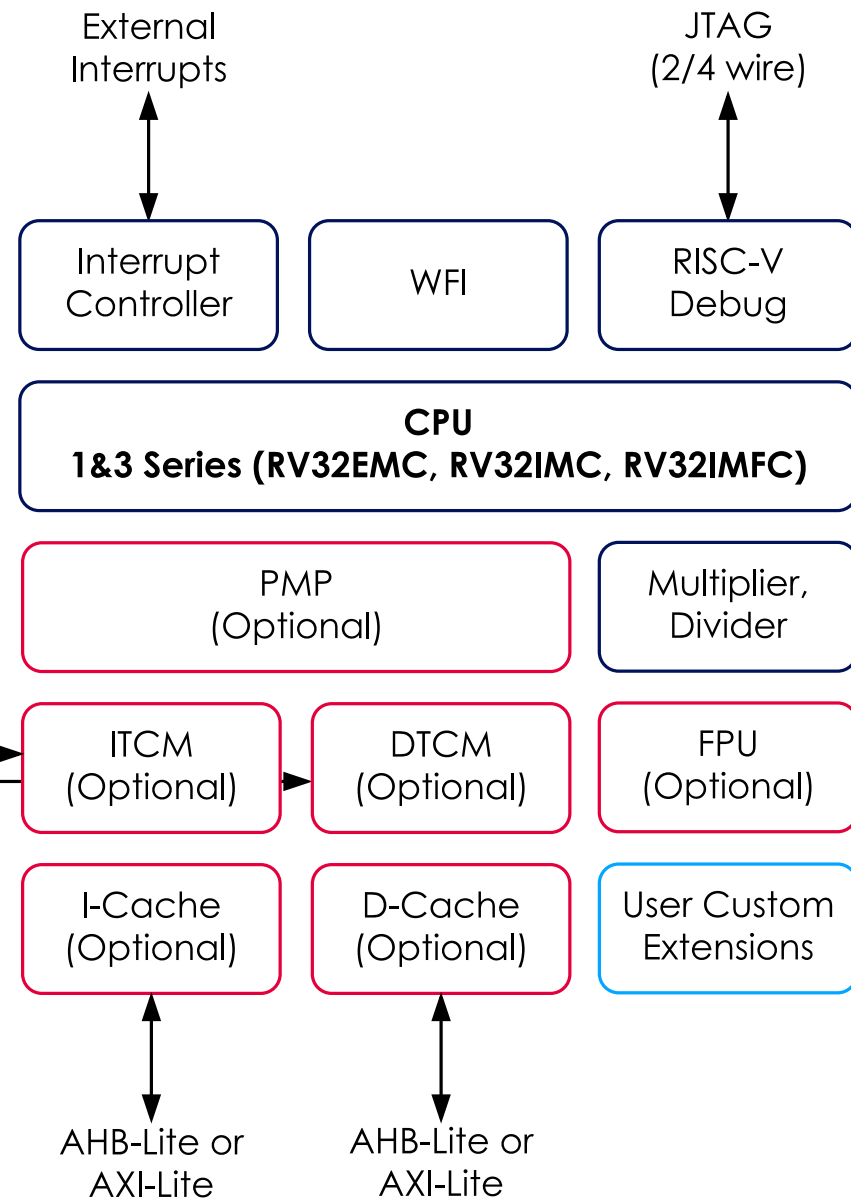 External
Interrupts
JTAG
(2/4 wire)
Interrupt
Controller
WFI
RISC-V
Debug
CPU
1&3 Series (RV32EMC, RV32IMC, RV32IMFC)
PMP
(Optional)
Multiplier,
Divider
ITCM
(Optional)
DTCM
(Optional)
FPU
(Optional)
I-Cache
(Optional)
D-Cache
(Optional)
User Custom
Extensions
AHB-Lite or
AXI-Lite
AHB-Lite or
AXI-Lite